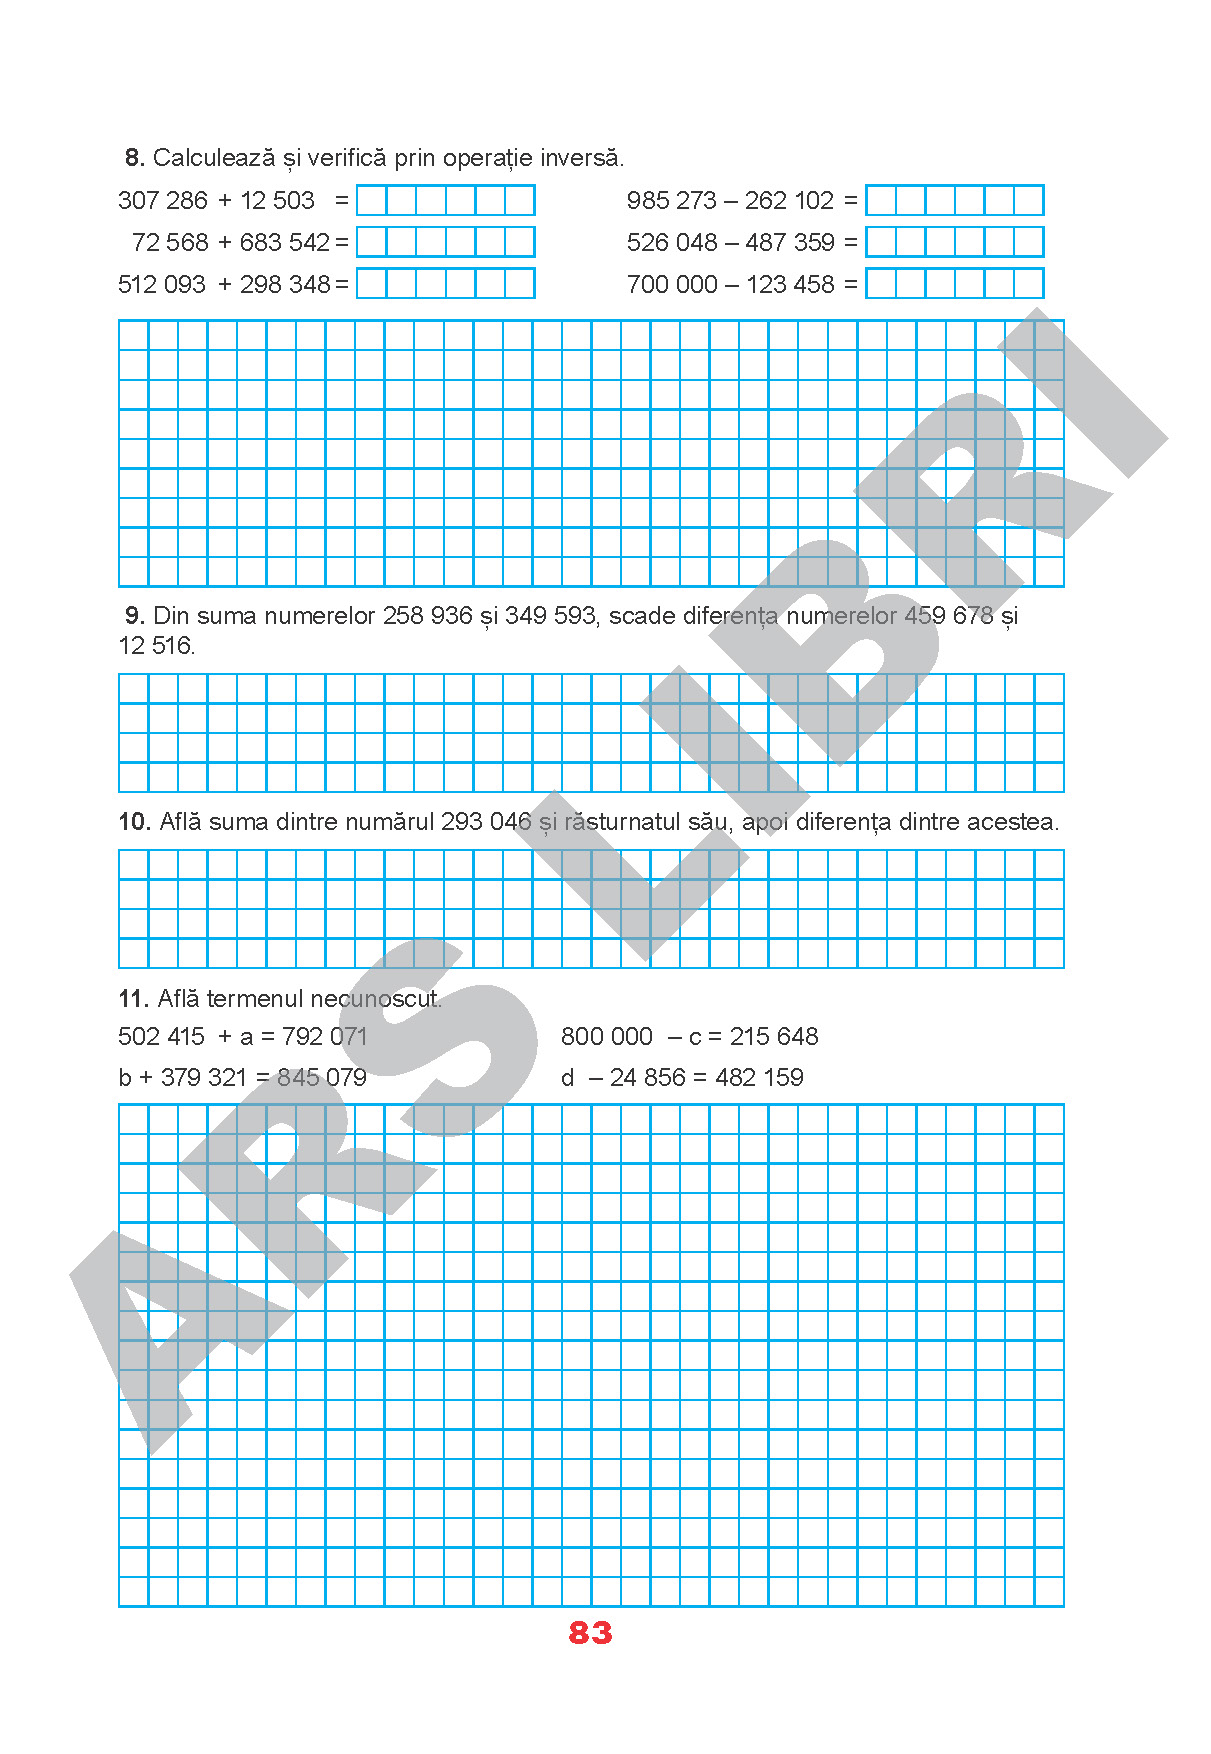 8. Calculează și verifică prin operație inversă.
307 286 + 12 503 =
985 273 – 262 102 =
72 568 + 683 542 =
526 048 – 487 359 =
512 093 + 298 348 =
700 000 – 123 458 =
9. Din suma numerelor 258 936 și 349 593, scade diferența numerelor 459 678 și
12 516.
10. Află suma dintre numărul 293 046 și răsturnatul său, apoi diferența dintre acestea.
11. Află termenul necunoscut.
502 415 + a = 792 071
800 000 – c = 215 648
b + 379 321 = 845 079
d – 24 856 = 482 159
83
ARS LIBRI